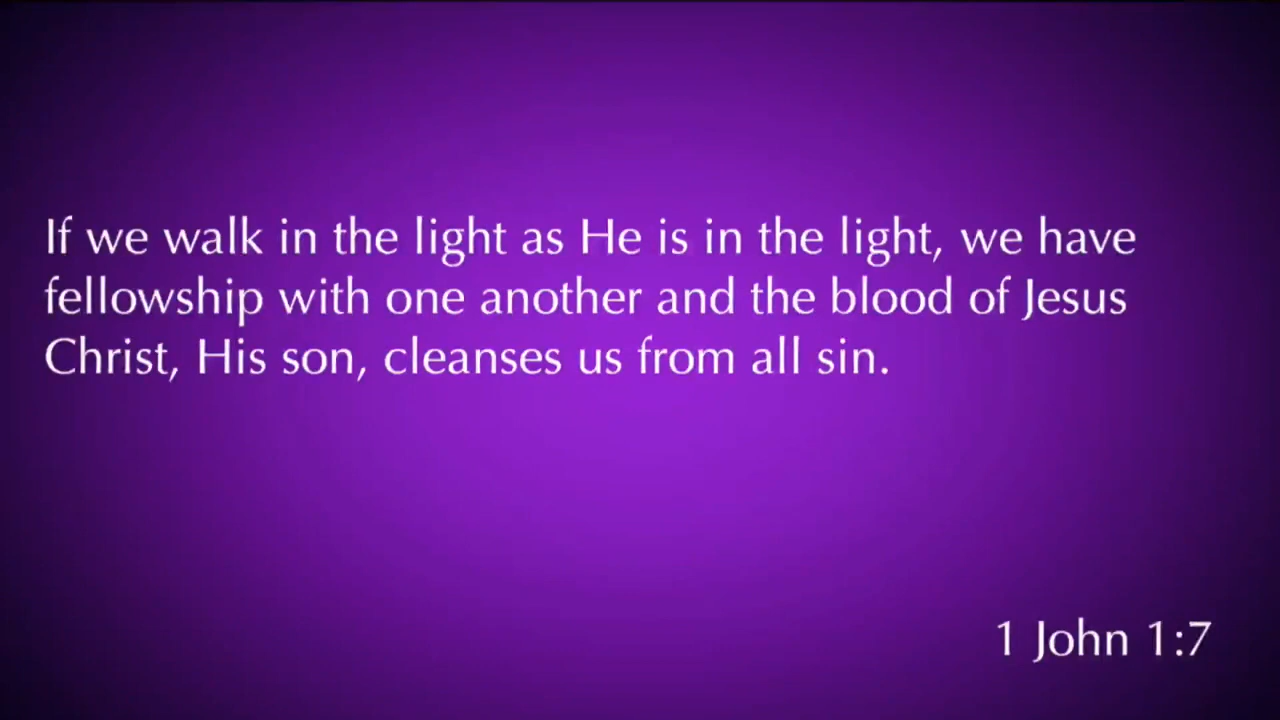 If we walk in the light as He is in the light, we have
fellowship with one another and the blood of Jesus
Christ, His son, cleanses us from all sin.
1 John 1:7